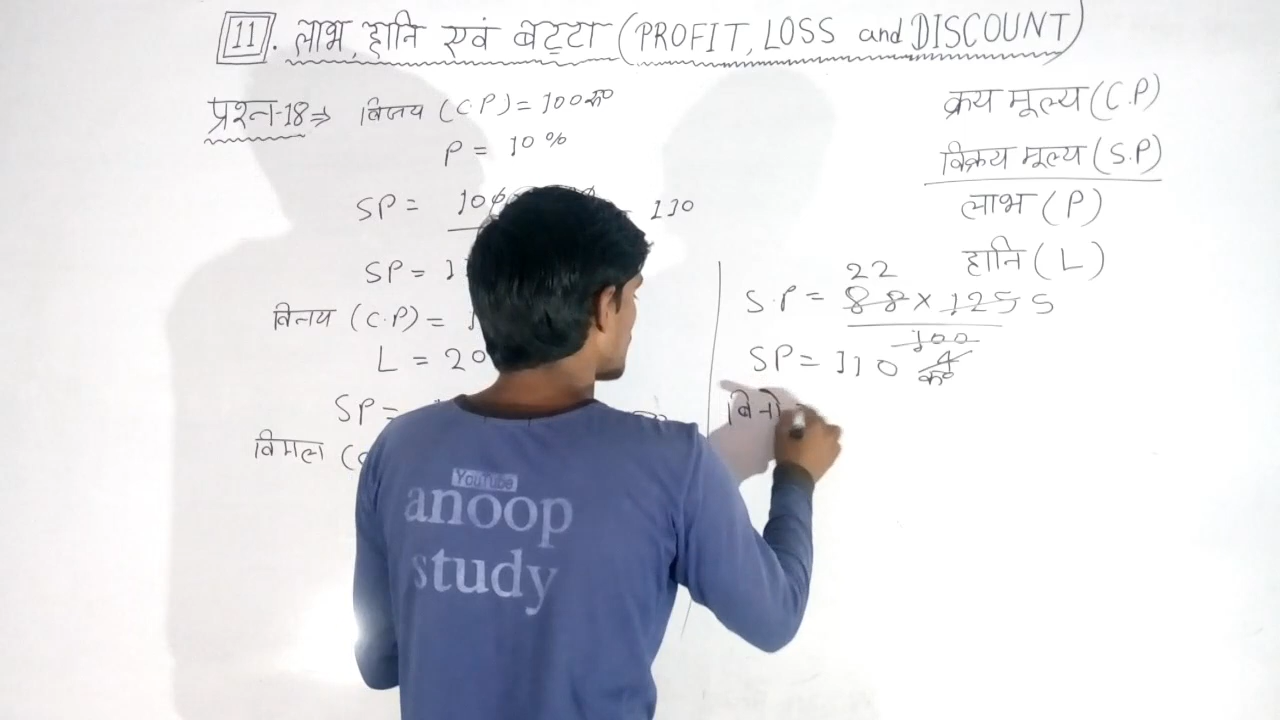 11. लाभ, हानि एवं बट्टा (PROFIT, LOSS and DISCOUNT)
प्रश्न-18⇒ विजय (C.P) = 100रू०
P = 10 %
SP = 110
SP =
विनय (C.P) =
L = 20
SP =
विमल
क्रय मूल्य (C.P)
विक्रय मूल्य (S.P)
लाभ (P)
हानि (L)
22
S.P = 88 × 125 5
100
4
SP = 110 रू०
विनो
YouTube
anoop
study